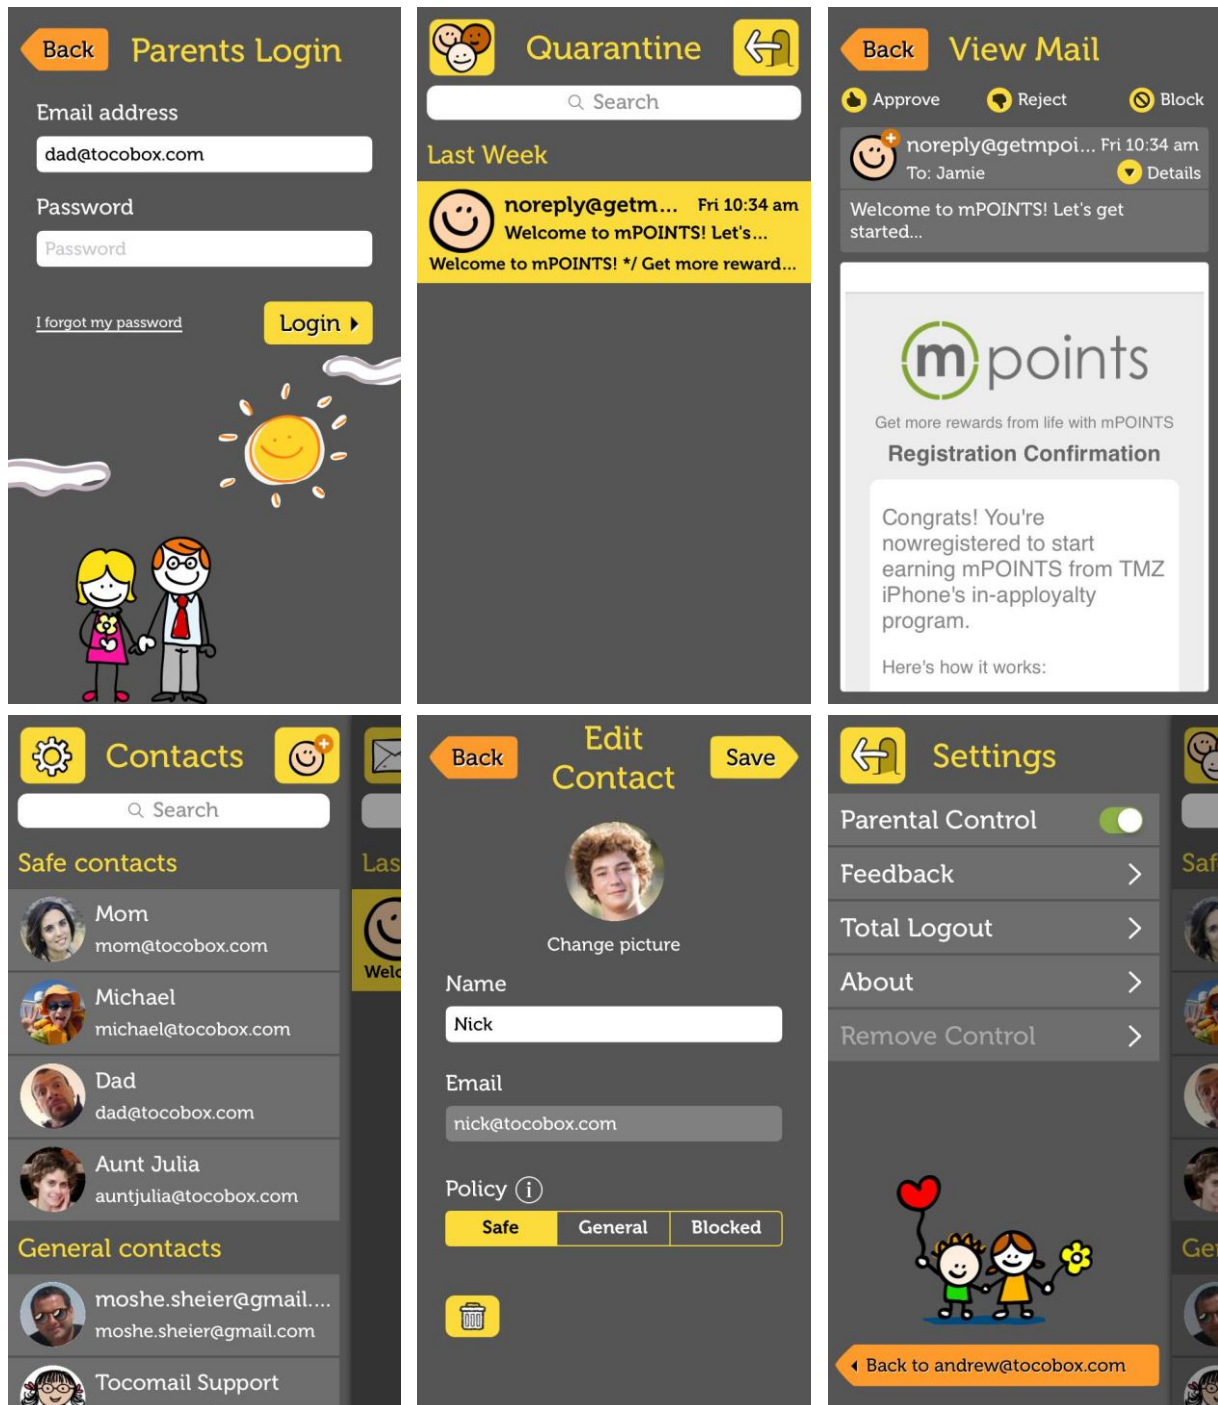 Back
Parents Login
Email address
dad@tocobox.com
Password
Password
I forgot my password
Login
Quarantine
Search
Last Week
noreply@getm... Fri 10:34 am
Welcome to mPOINTS! Let's...
Welcome to mPOINTS! */ Get more reward...
Back
View Mail
Approve Reject Block
noreply@getmpoi... Fri 10:34 am
To: Jamie Details
Welcome to mPOINTS! Let's get
started...
m points
Get more rewards from life with mPOINTS
Registration Confirmation
Congrats! You're
nowregistered to start
earning mPOINTS from TMZ
iPhone's in-apployalty
program.
Here's how it works:
Contacts
Search
Safe contacts
Mom
mom@tocobox.com
Michael
michael@tocobox.com
Dad
dad@tocobox.com
Aunt Julia
auntjulia@tocobox.com
General contacts
moshe.sheier@gmail....
moshe.sheier@gmail.com
Tocomail Support
Las
Welc
Back
Edit
Contact
Save
Change picture
Name
Nick
Email
nick@tocobox.com
Policy i
Safe General Blocked
Settings
Parental Control
Feedback
Total Logout
About
Remove Control
Back to andrew@tocobox.com
Saf
Ge